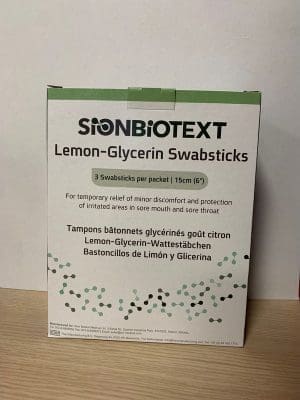 SiONBiOTEXT
Lemon-Glycerin Swabsticks
3 Swabsticks per packet | 15cm (6")
For temporary relief of minor discomfort and protection
of irritated areas in sore mouth and sore throat
Tampons bâtonnets glycérinés goût citron
Lemon-Glycerin-Wattestäbchen
Bastoncillos de Limón y Glicerina